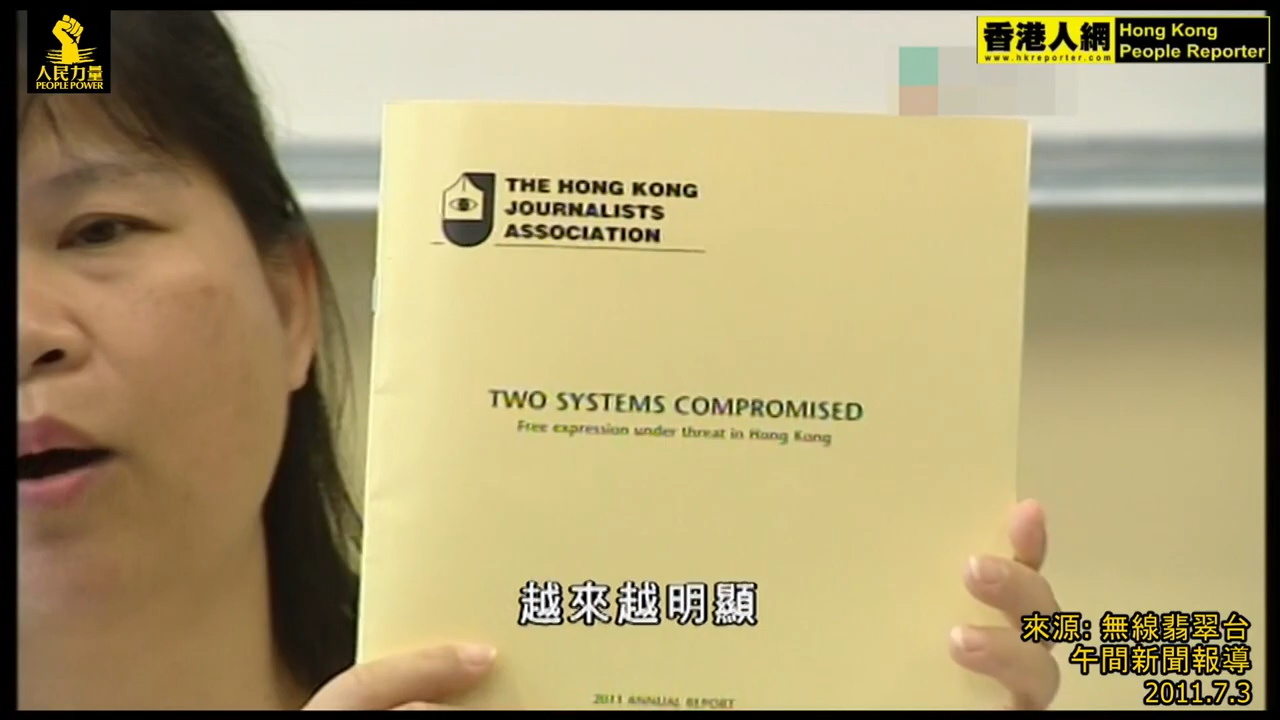 人民力量
PEOPLE POWER
香港人網
www.hkreporter.com
Hong Kong
People Reporter
THE HONG KONG
JOURNALISTS
ASSOCIATION
TWO SYSTEMS COMPROMISED
Free expression under threat in Hong Kong
越來越明顯
2011 ANNUAL REPORT
來源: 無線翡翠台
午間新聞報導
2011.7.3